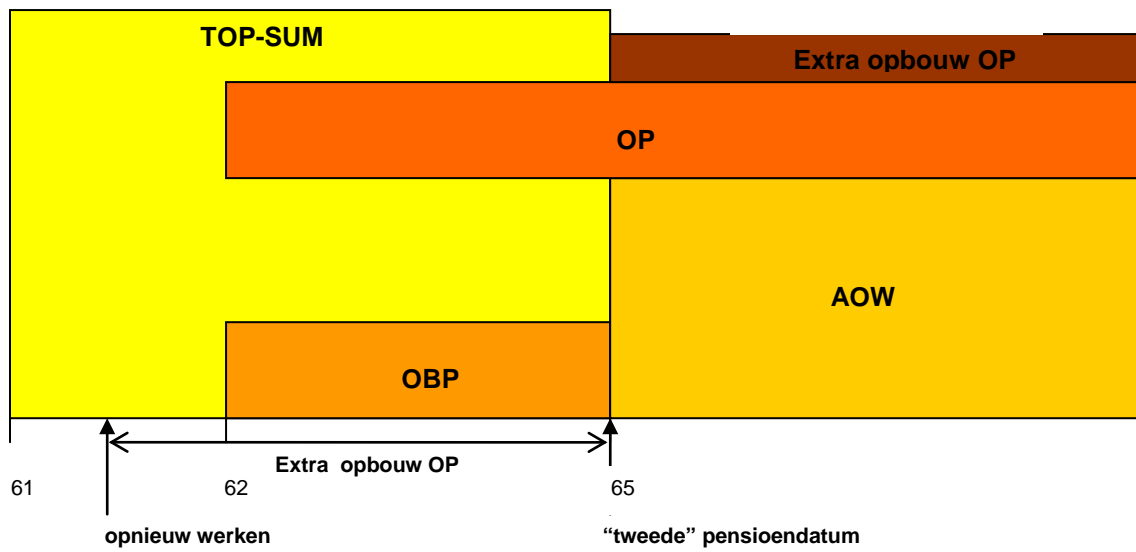 TOP-SUM
Extra opbouw OP
OP
AOW
OBP
Extra opbouw OP
61
62
65
opnieuw werken
“tweede” pensioendatum